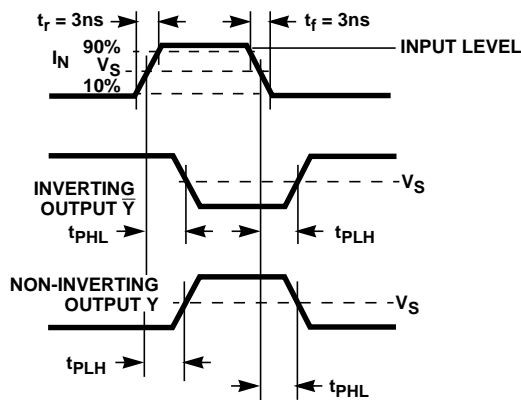 tr = 3ns
tf = 3ns
90%
INPUT LEVEL
IN
VS
10%
VS
INVERTING
OUTPUT Y̅
tPHL
tPLH
NON-INVERTING
OUTPUT Y
VS
tPLH
tPHL